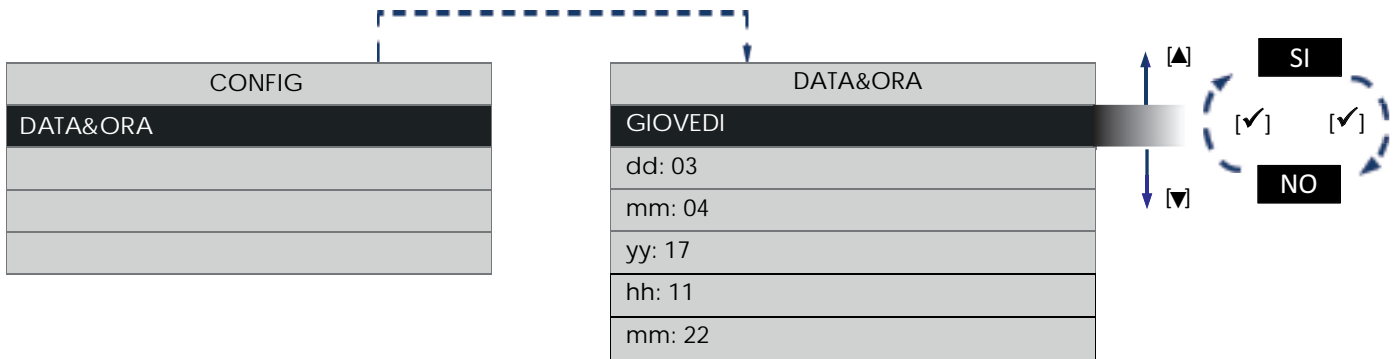 CONFIG
DATA&ORA
DATA&ORA
GIOVEDI
dd: 03
mm: 04
yy: 17
hh: 11
mm: 22
[▲]
[▼]
SI
[✓] [✓]
NO